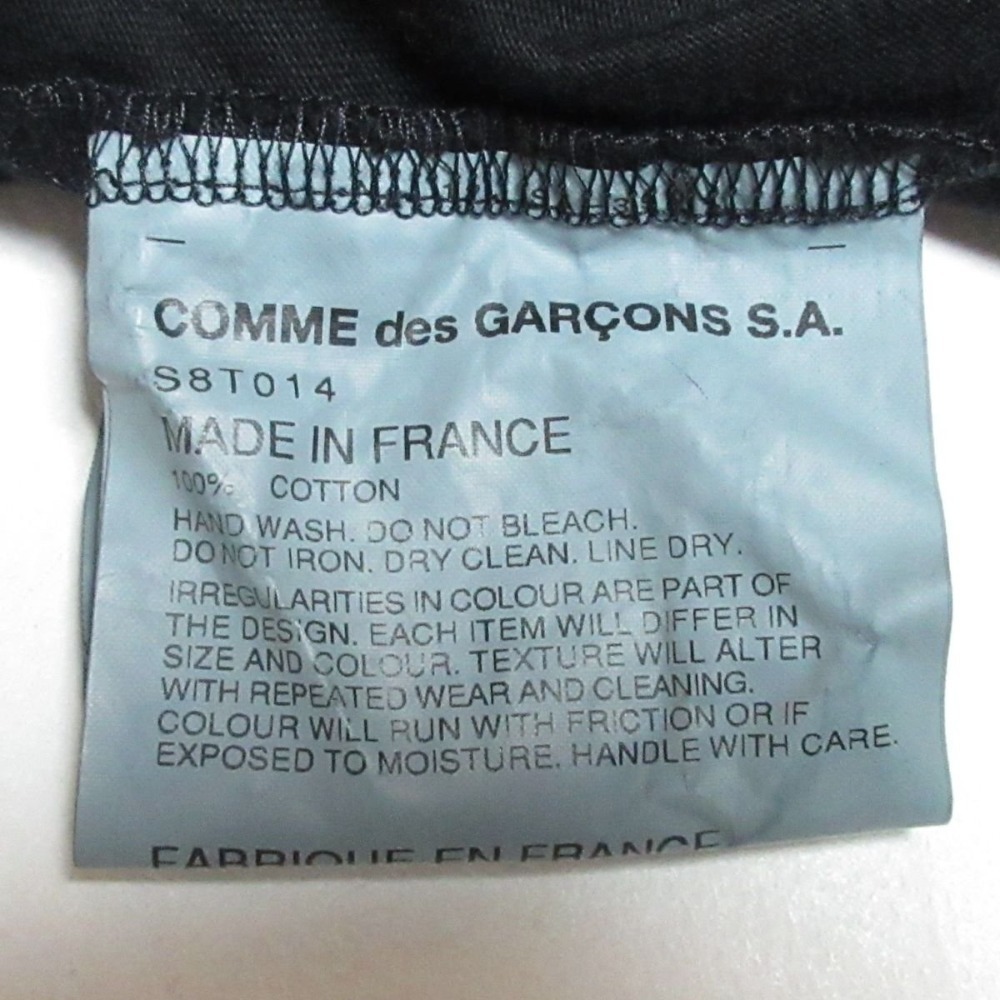 COMME des GARÇONS S.A.
S8T014
MADE IN FRANCE
100% COTTON
HAND WASH. DO NOT BLEACH.
DO NOT IRON. DRY CLEAN. LINE DRY.
IRREGULARITIES IN COLOUR ARE PART OF
THE DESIGN. EACH ITEM WILL DIFFER IN
SIZE AND COLOUR. TEXTURE WILL ALTER
WITH REPEATED WEAR AND CLEANING.
COLOUR WILL RUN WITH FRICTION OR IF
EXPOSED TO MOISTURE. HANDLE WITH CARE.
FABRIQUE EN FRANCE